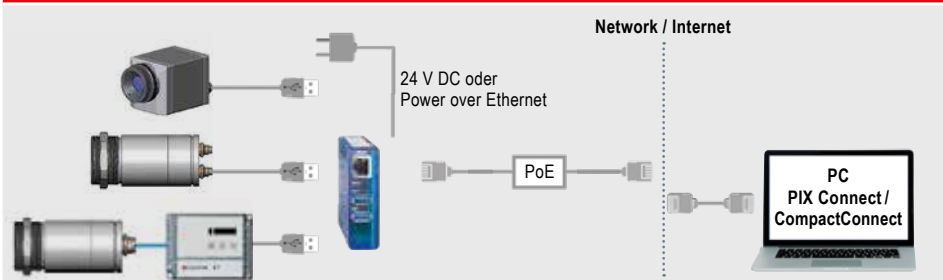 Network / Internet
24 V DC oder
Power over Ethernet
PoE
PC
PIX Connect /
CompactConnect